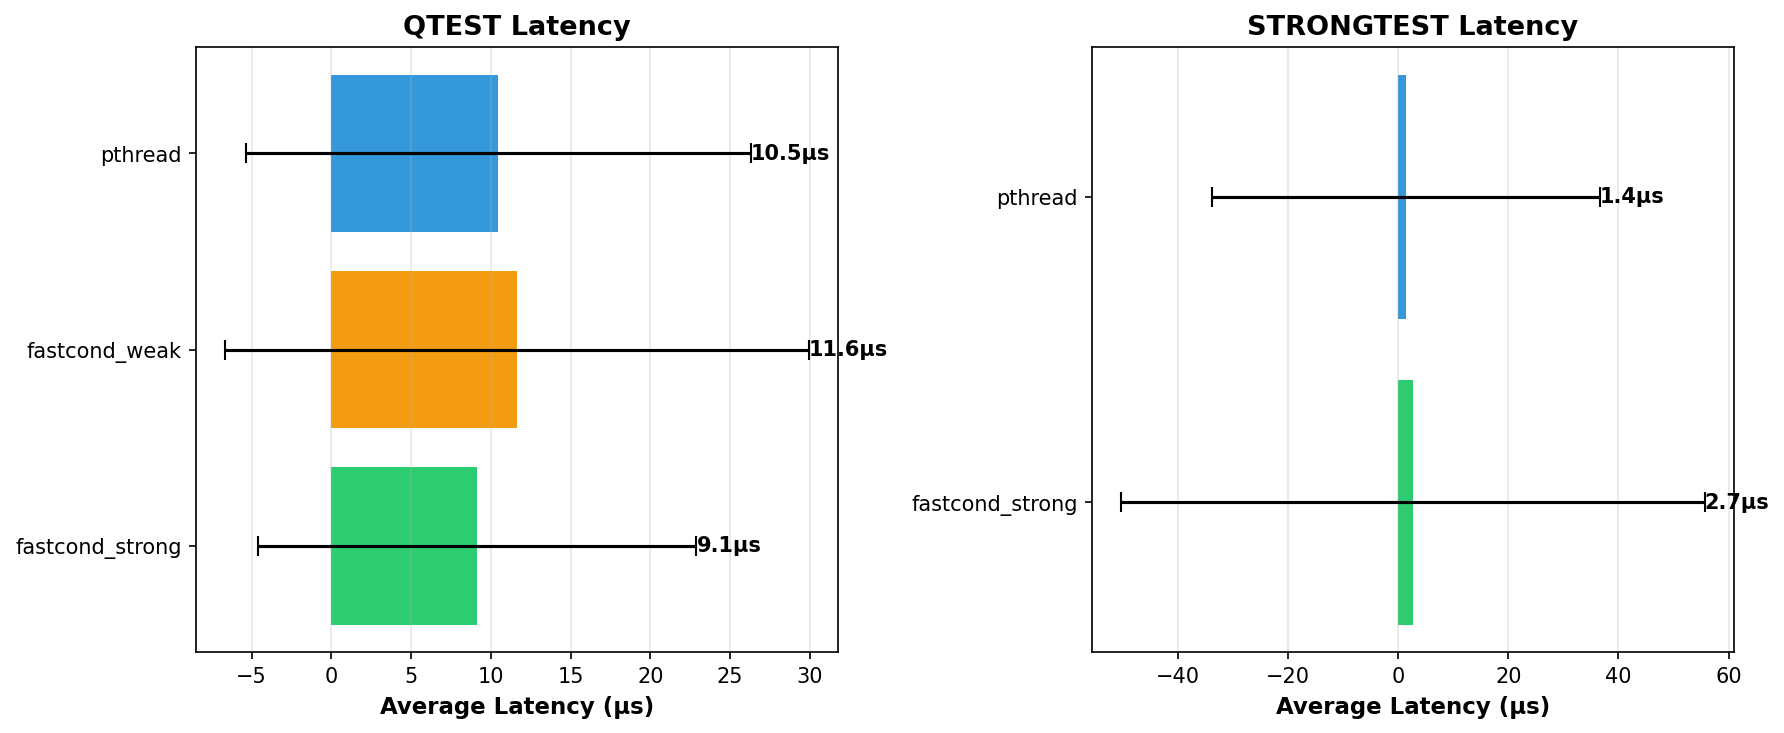 QTEST Latency
pthread
10.5µs
fastcond_weak
11.6µs
fastcond_strong
9.1µs
−5 0 5 10 15 20 25 30
Average Latency (µs)
STRONGTEST Latency
pthread
1.4µs
fastcond_strong
2.7µs
−40 −20 0 20 40 60
Average Latency (µs)